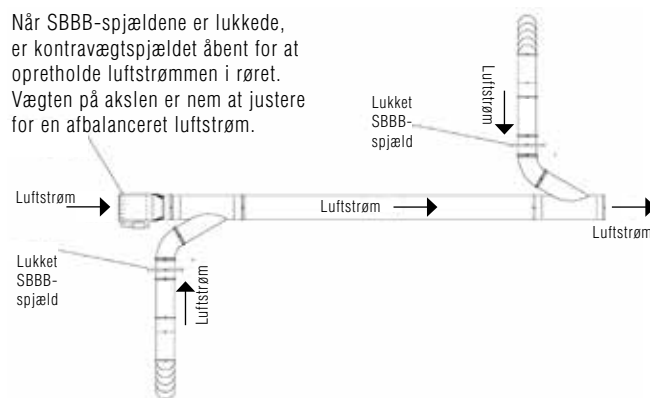 Når SBBB-spjældene er lukkede,
er kontravægtspjældet åbent for at
opretholde luftstrømmen i røret.
Vægten på akslen er nem at justere
for en afbalanceret luftstrøm.
Luftstrøm
Lukket
SBBB-
spjæld
Luftstrøm
Luftstrøm
Luftstrøm
Lukket
SBBB-
spjæld
Luftstrøm